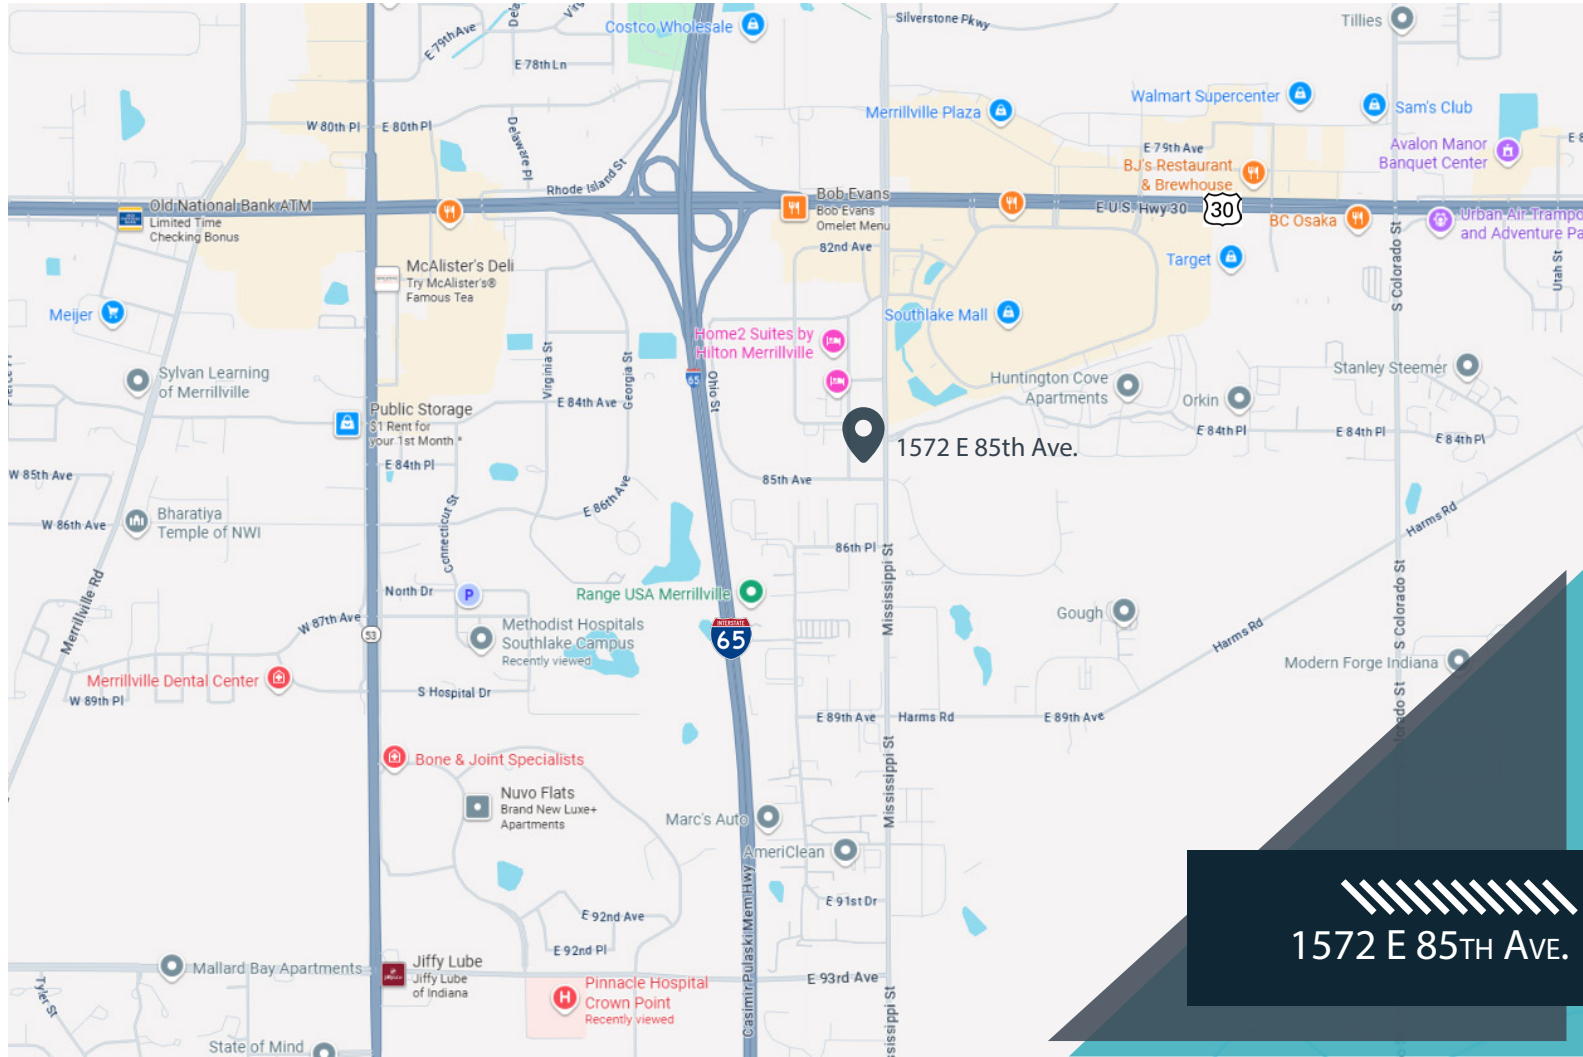 Costco Wholesale
Silverstone Pkwy
Tillies
E 79th Ave
E 78th Ln
Merrillville Plaza
Walmart Supercenter
Sam's Club
W 80th Pl
E 80th Pl
Delaware Pl
E 79th Ave
Avalon Manor
Banquet Center
BJ's Restaurant
& Brewhouse
Rhode Island St
Old National Bank ATM
Limited Time
Checking Bonus
Bob Evans
Bob Evans
Omelet Menu
E U.S. Hwy 30
30
BC Osaka
Urban Air Trampo
and Adventure Pa
82nd Ave
Target
S Colorado St
Utah St
McAlister's Deli
Try McAlister's®
Famous Tea
Meijer
Southlake Mall
Home2 Suites by
Hilton Merrillville
Virginia St
Georgia St
65
Ohio St
Sylvan Learning
of Merrillville
Huntington Cove
Apartments
Stanley Steemer
Orkin
Public Storage
$1 Rent for
your 1st Month *
E 84th Ave
E 84th Pl
E 84th Pl
E 84th Pl
1572 E 85th Ave.
E 84th Pl
W 85th Ave
85th Ave
E 86th Ave
Connecticut St
Bharatiya
Temple of NWI
W 86th Ave
Harms Rd
86th Pl
Mississippi St
S Colorado St
Merrillville Rd
North Dr
P
Range USA Merrillville
Gough
W 87th Ave
53
Methodist Hospitals
Southlake Campus
Recently viewed
INTERSTATE
65
Harms Rd
Modern Forge Indiana
Merrillville Dental Center
W 89th Pl
S Hospital Dr
E 89th Ave
Harms Rd
E 89th Ave
Mississippi St
Bone & Joint Specialists
Nuvo Flats
Brand New Luxe+
Apartments
Marc's Auto
AmeriClean
Casimir Pulaski Mem Hwy
E 91st Dr
E 92nd Ave
E 92nd Pl
1572 E 85TH AVE.
Mallard Bay Apartments
Jiffy Lube
Jiffy Lube
of Indiana
E 93rd Ave
Tyler St
Pinnacle Hospital
Crown Point
Recently viewed
H
State of Mind